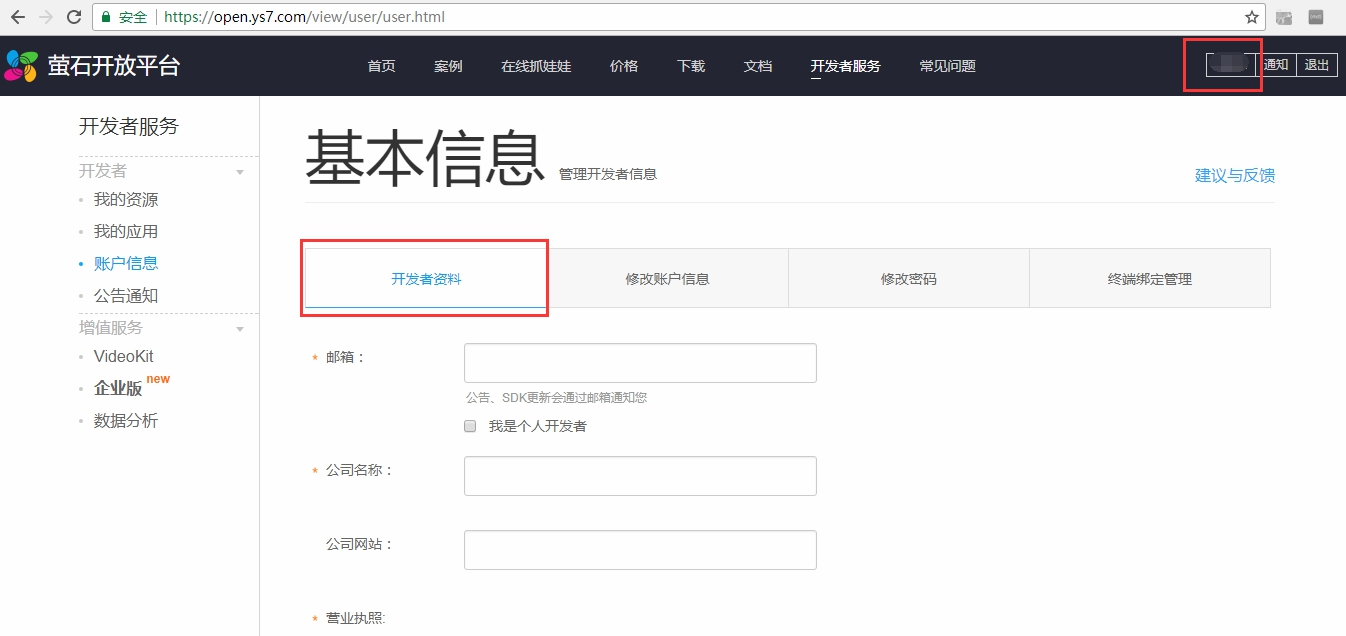 安全 https://open.ys7.com/view/user/user.html
萤石开放平台 首页 案例 在线抓娃娃 价格 下载 文档 开发者服务 常见问题 通知 退出
开发者服务
开发者
我的资源
我的应用
账户信息
公告通知
增值服务
VideoKit
企业版 new
数据分析
基本信息 管理开发者信息 建议与反馈
开发者资料 修改账户信息 修改密码 终端绑定管理
* 邮箱：
公告、SDK更新会通过邮箱通知您
我是个人开发者
* 公司名称：
公司网站：
* 营业执照: